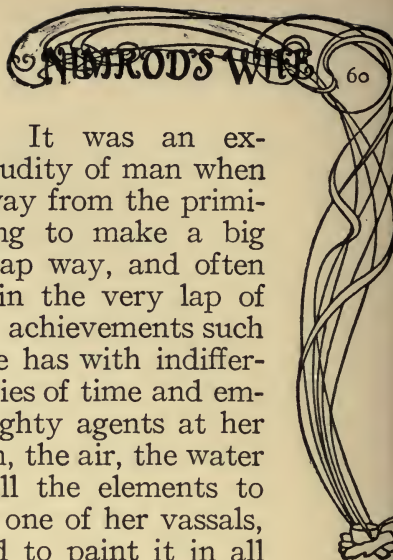 NIMROD'S WIFE
60
It was an ex-
udity of man when
way from the primi-
ng to make a big
ap way, and often
in the very lap of
achievements such
e has with indiffer-
ies of time and em-
ghty agents at her
n, the air, the water
ll the elements to
one of her vassals,
d to paint it in all